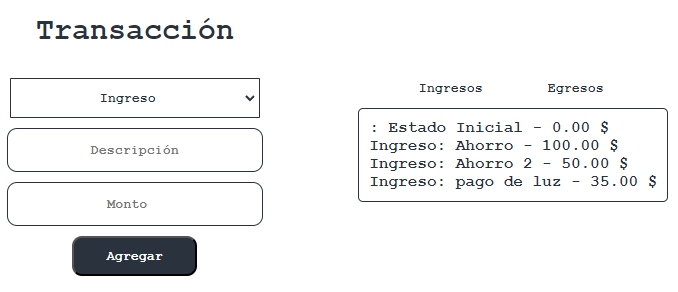 Transacción
Ingreso
Descripción
Monto
Agregar
Ingresos Egresos
: Estado Inicial - 0.00 $
Ingreso: Ahorro - 100.00 $
Ingreso: Ahorro 2 - 50.00 $
Ingreso: pago de luz - 35.00 $